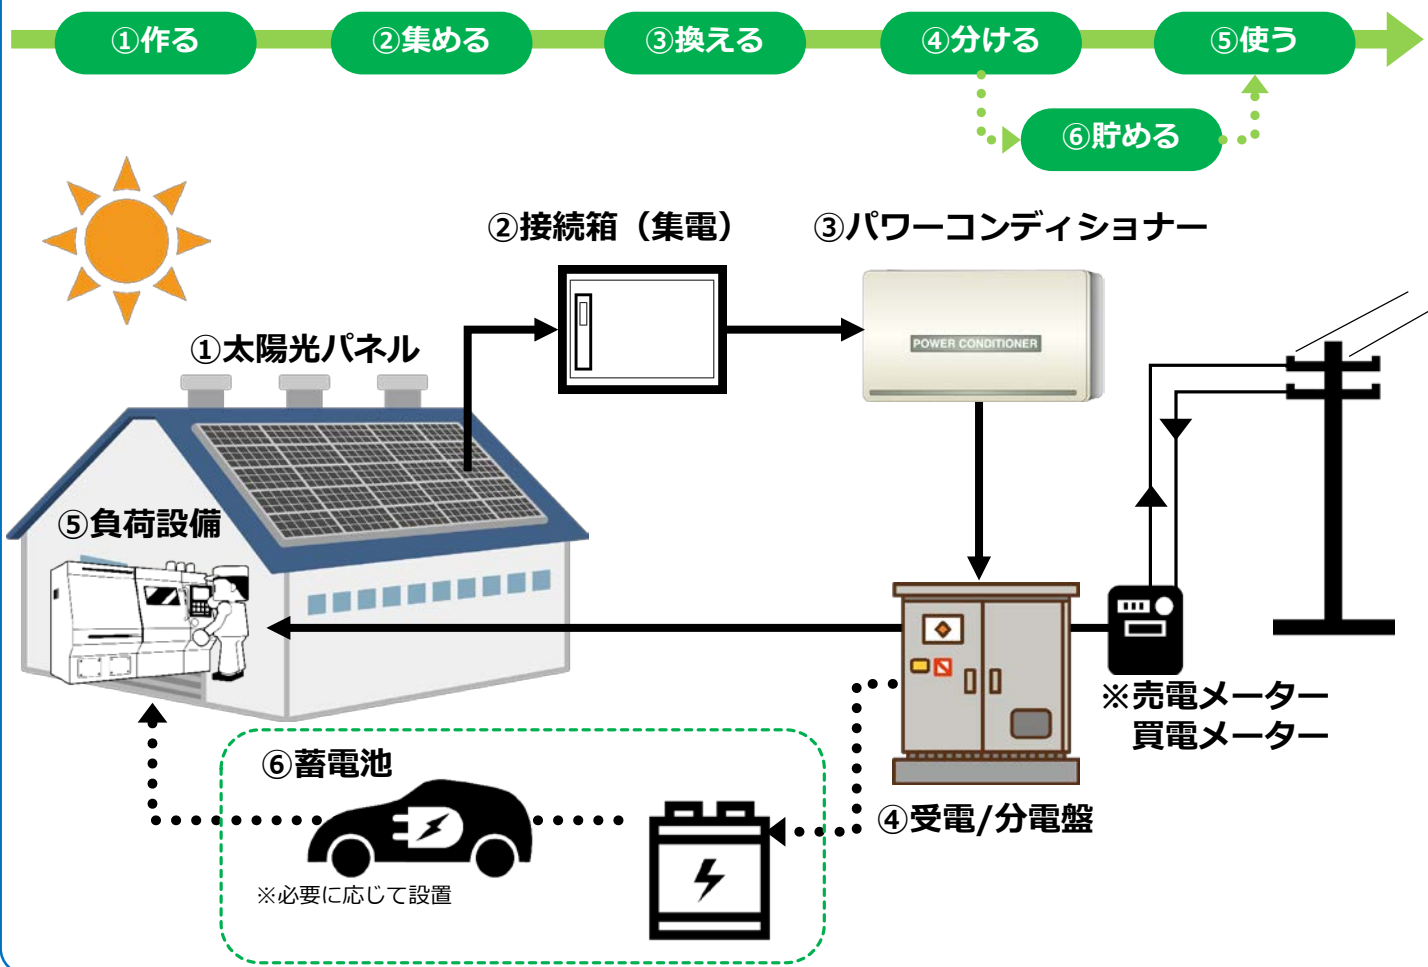 ①作る
②集める
③換える
④分ける
⑤使う
⑥貯める
②接続箱（集電）
③パワーコンディショナー
①太陽光パネル
POWER CONDITIONER
⑤負荷設備
※売電メーター
買電メーター
⑥蓄電池
④受電/分電盤
※必要に応じて設置